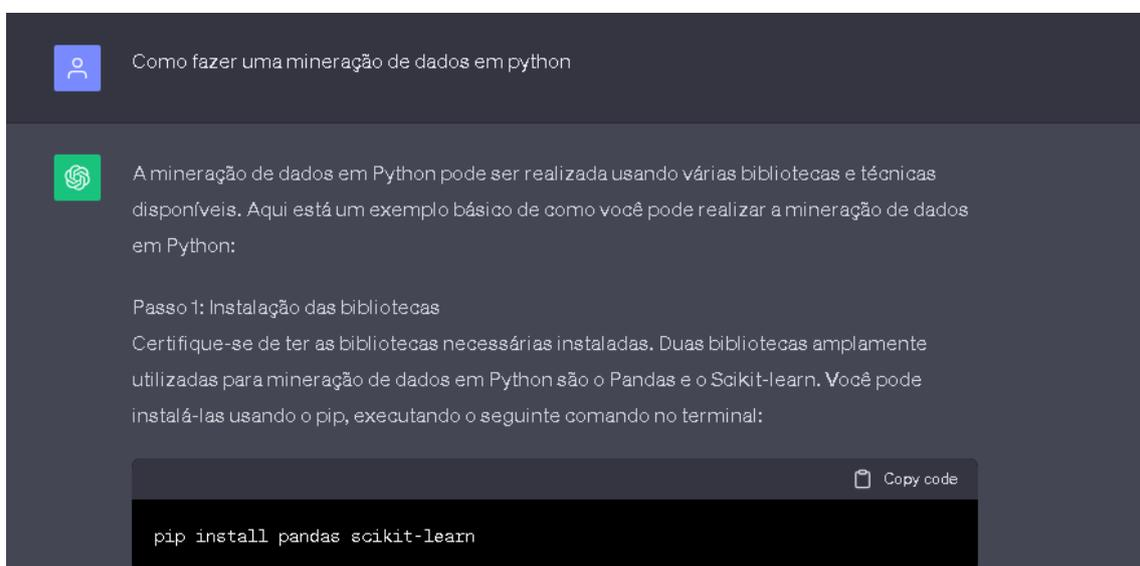 Como fazer uma mineração de dados em python
A mineração de dados em Python pode ser realizada usando várias bibliotecas e técnicas
disponíveis. Aqui está um exemplo básico de como você pode realizar a mineração de dados
em Python:
Passo 1: Instalação das bibliotecas
Certifique-se de ter as bibliotecas necessárias instaladas. Duas bibliotecas amplamente
utilizadas para mineração de dados em Python são o Pandas e o Scikit-learn. Você pode
instalá-las usando o pip, executando o seguinte comando no terminal:
Copy code
pip install pandas scikit-learn